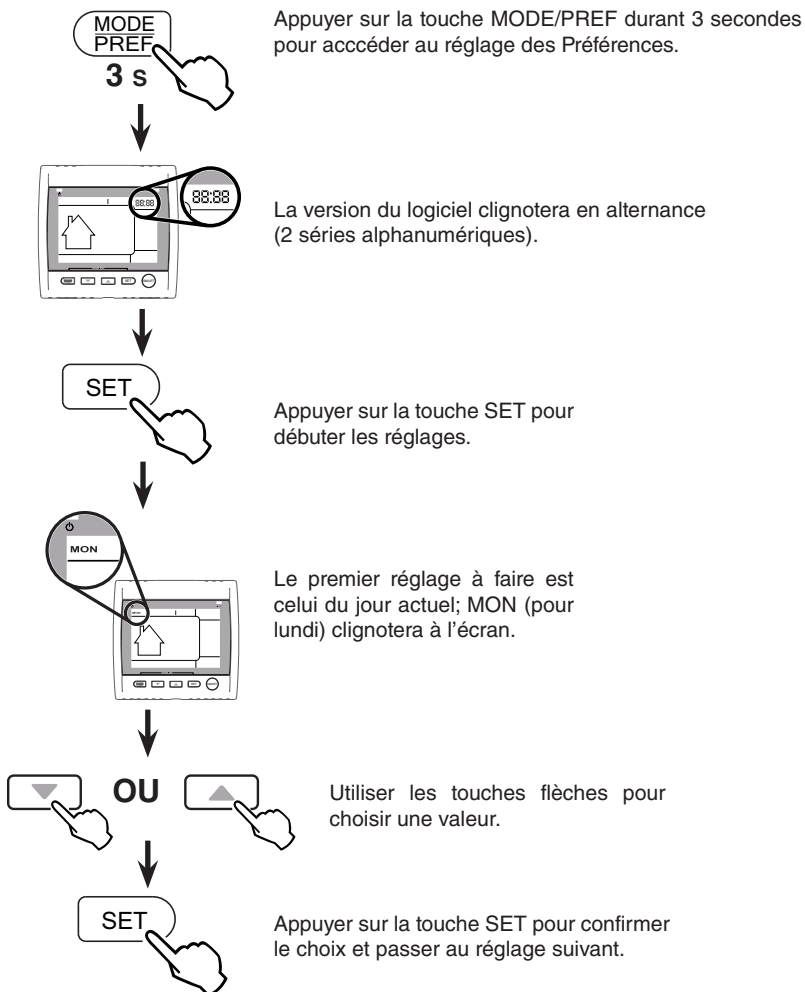 MODE
PREF
3 s
Appuyer sur la touche MODE/PREF durant 3 secondes
pour acccéder au réglage des Préférences.
88:88
88:88
La version du logiciel clignotera en alternance
(2 séries alphanumériques).
SET
SET
Appuyer sur la touche SET pour
débuter les réglages.
MON
Le premier réglage à faire est
celui du jour actuel; MON (pour
lundi) clignotera à l'écran.
OU
Utiliser les touches flèches pour
choisir une valeur.
SET
Appuyer sur la touche SET pour confirmer
le choix et passer au réglage suivant.